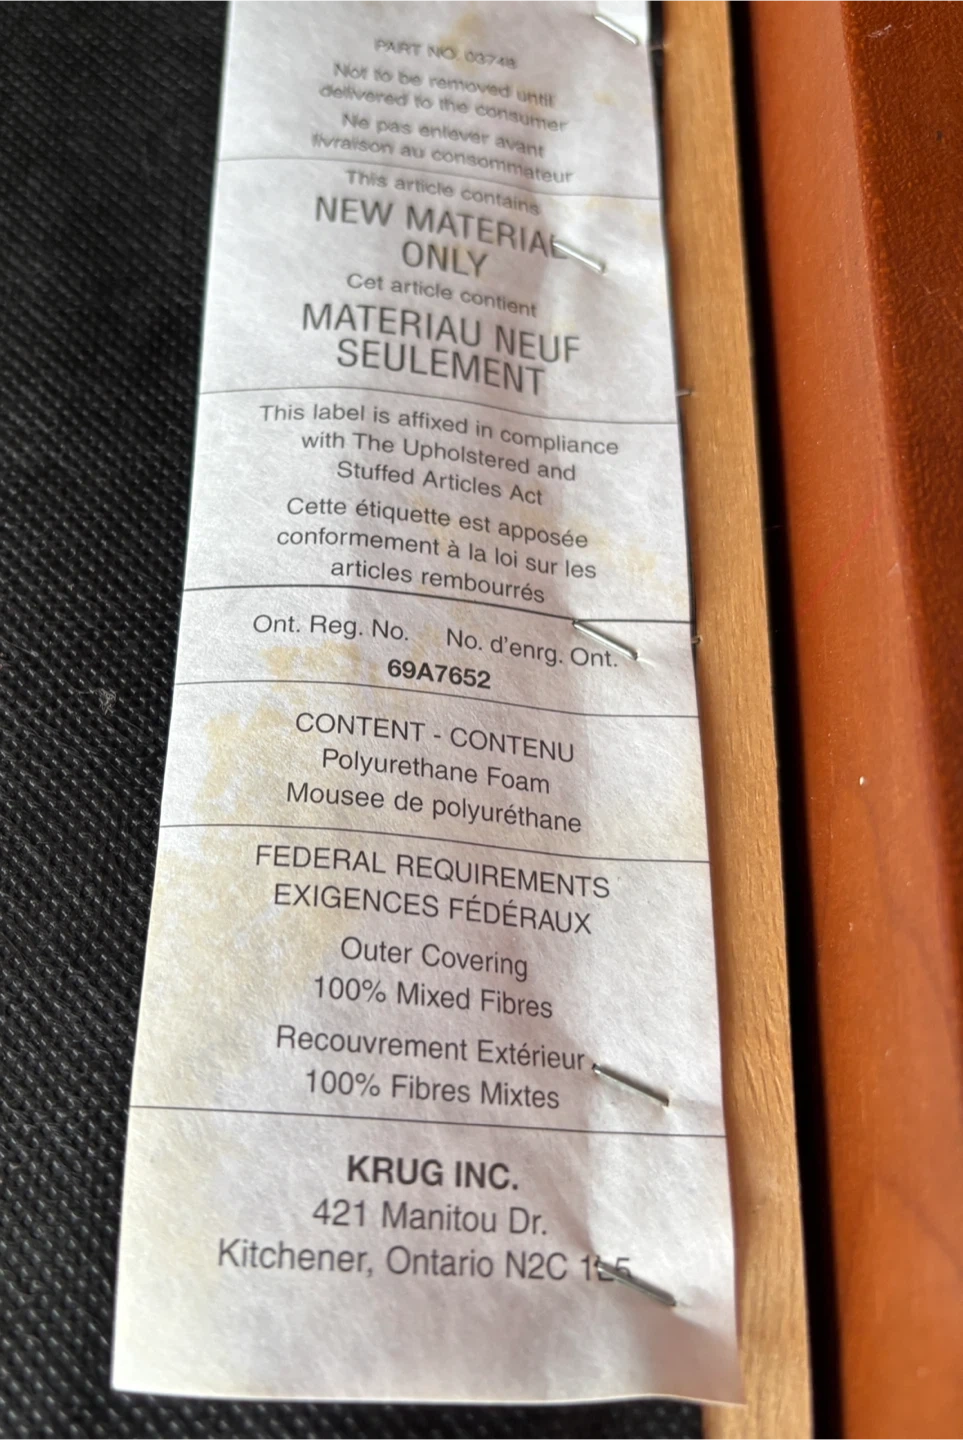 PART NO. 03748
Not to be removed until
delivered to the consumer
Ne pas enlever avant
livraison au consommateur
This article contains
NEW MATERIAL
ONLY
Cet article contient
MATERIAU NEUF
SEULEMENT
This label is affixed in compliance
with The Upholstered and
Stuffed Articles Act
Cette étiquette est apposée
conformement à la loi sur les
articles rembourrés
Ont. Reg. No. No. d'enrg. Ont.
69A7652
CONTENT - CONTENU
Polyurethane Foam
Mousee de polyuréthane
FEDERAL REQUIREMENTS
EXIGENCES FÉDÉRAUX
Outer Covering
100% Mixed Fibres
Recouvrement Extérieur
100% Fibres Mixtes
KRUG INC.
421 Manitou Dr.
Kitchener, Ontario N2C 1L5